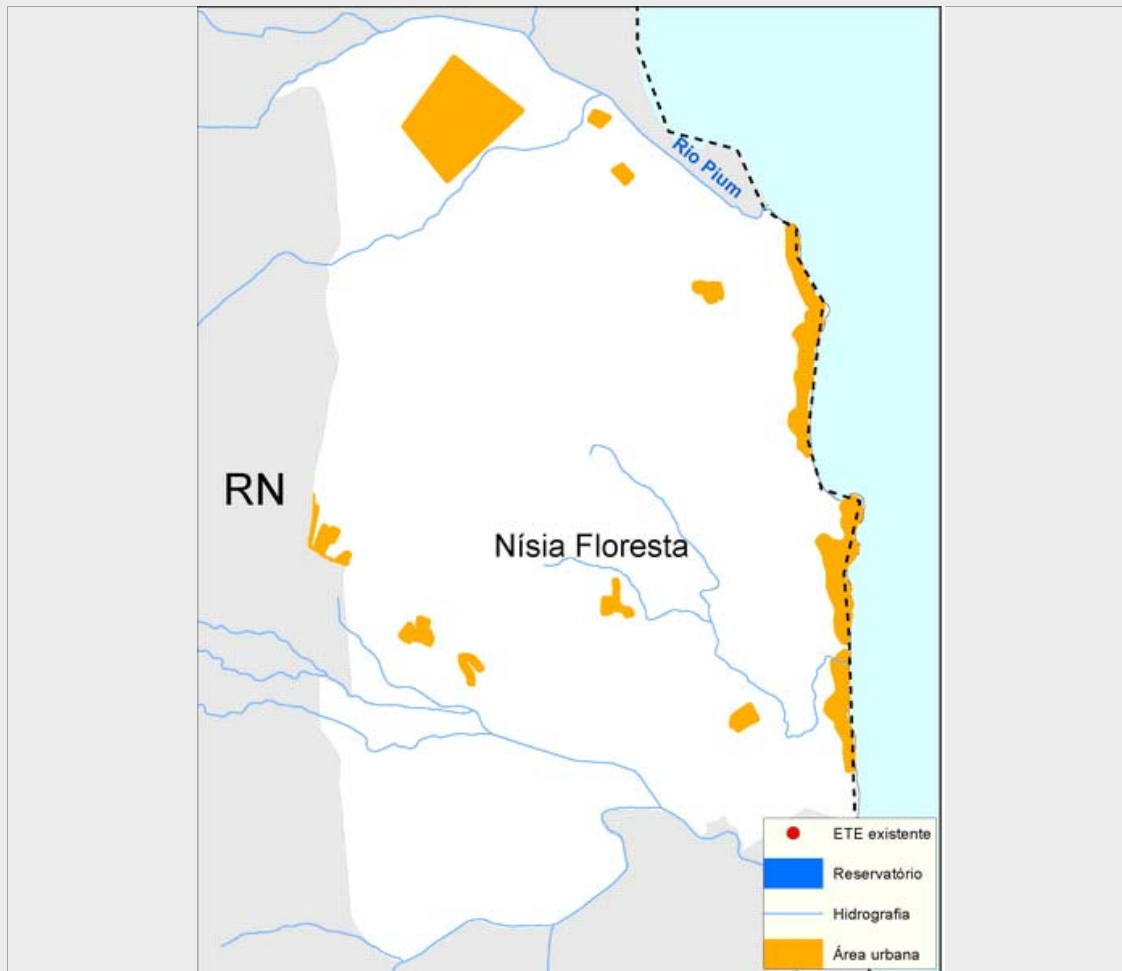 Rio Pium
RN
Nísia Floresta
ETE existente
Reservatório
Hidrografia
Área urbana